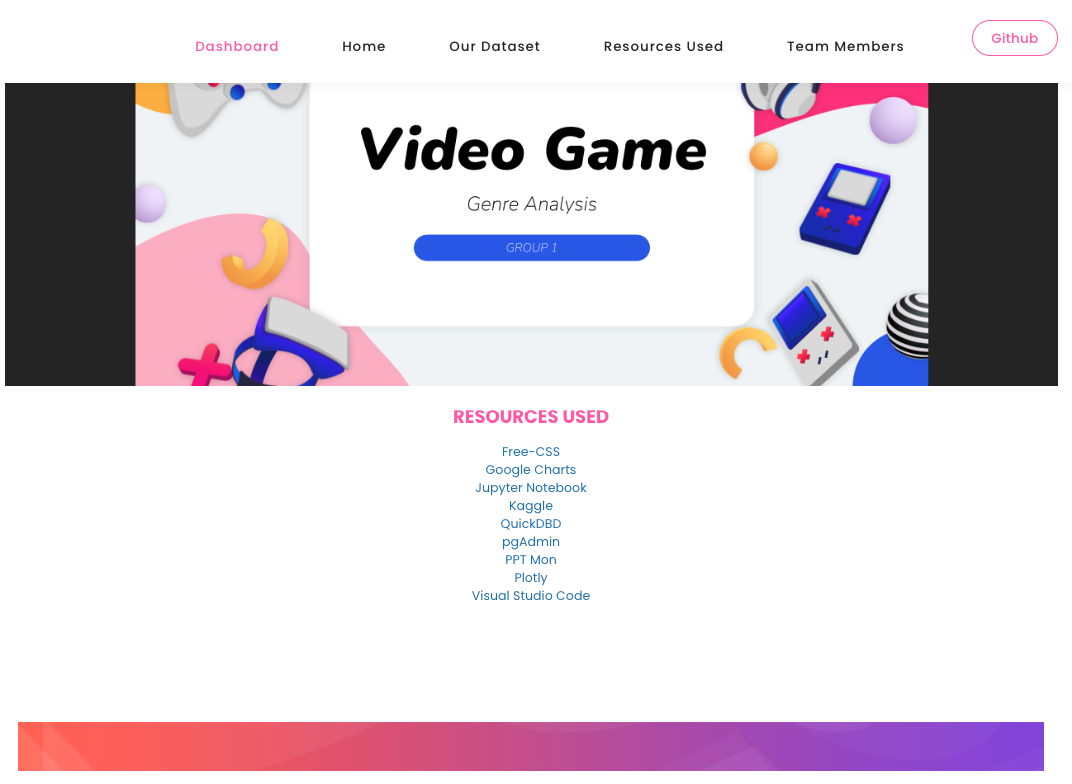 Dashboard Home Our Dataset Resources Used Team Members Github
Video Game
Genre Analysis
GROUP 1
RESOURCES USED
Free-CSS
Google Charts
Jupyter Notebook
Kaggle
QuickDBD
pgAdmin
PPT Mon
Plotly
Visual Studio Code